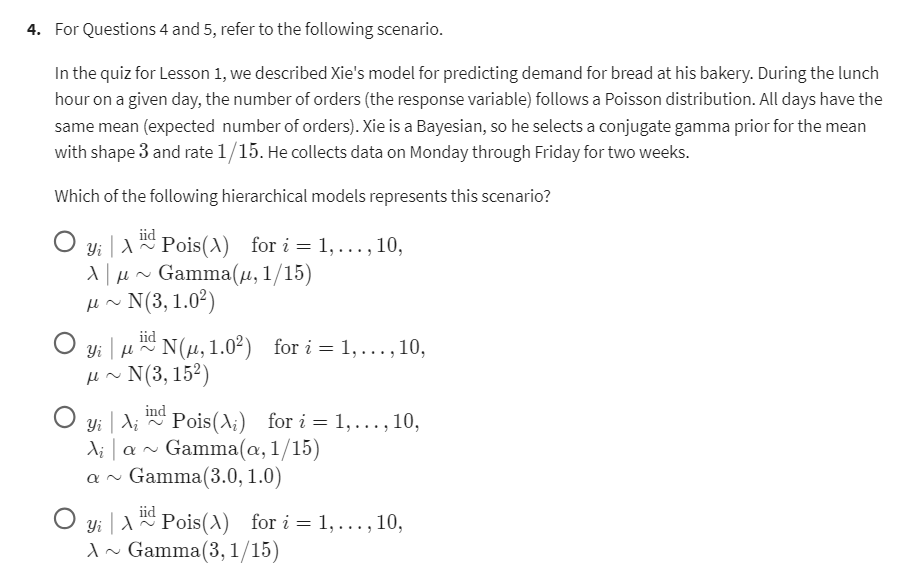 4. For Questions 4 and 5, refer to the following scenario.
In the quiz for Lesson 1, we described Xie's model for predicting demand for bread at his bakery. During the lunch
hour on a given day, the number of orders (the response variable) follows a Poisson distribution. All days have the
same mean (expected number of orders). Xie is a Bayesian, so he selects a conjugate gamma prior for the mean
with shape 3 and rate 1/15. He collects data on Monday through Friday for two weeks.
Which of the following hierarchical models represents this scenario?
yᵢ | λ iid∼ Pois(λ) for i = 1, . . . , 10,
λ | μ ∼ Gamma(μ, 1/15)
μ ∼ N(3, 1.0²)
yᵢ | μ iid∼ N(μ, 1.0²) for i = 1, . . . , 10,
μ ∼ N(3, 15²)
yᵢ | λᵢ ind∼ Pois(λᵢ) for i = 1, . . . , 10,
λᵢ | α ∼ Gamma(α, 1/15)
α ∼ Gamma(3.0, 1.0)
yᵢ | λ iid∼ Pois(λ) for i = 1, . . . , 10,
λ ∼ Gamma(3, 1/15)